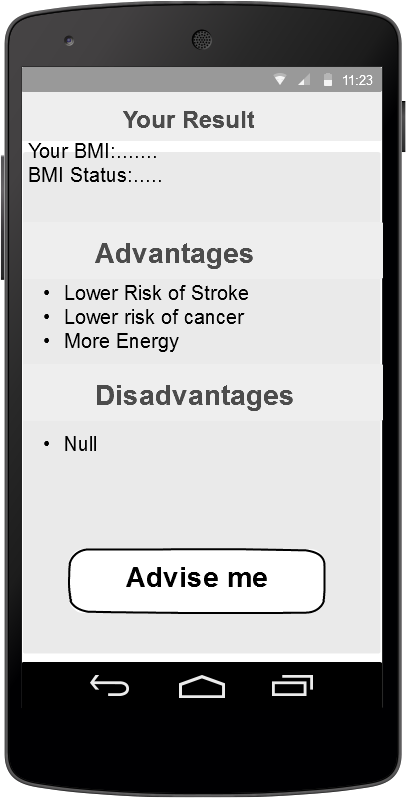 11:23
Your Result
Your BMI:.......
BMI Status:.....
Advantages
• Lower Risk of Stroke
• Lower risk of cancer
• More Energy
Disadvantages
• Null
Advise me